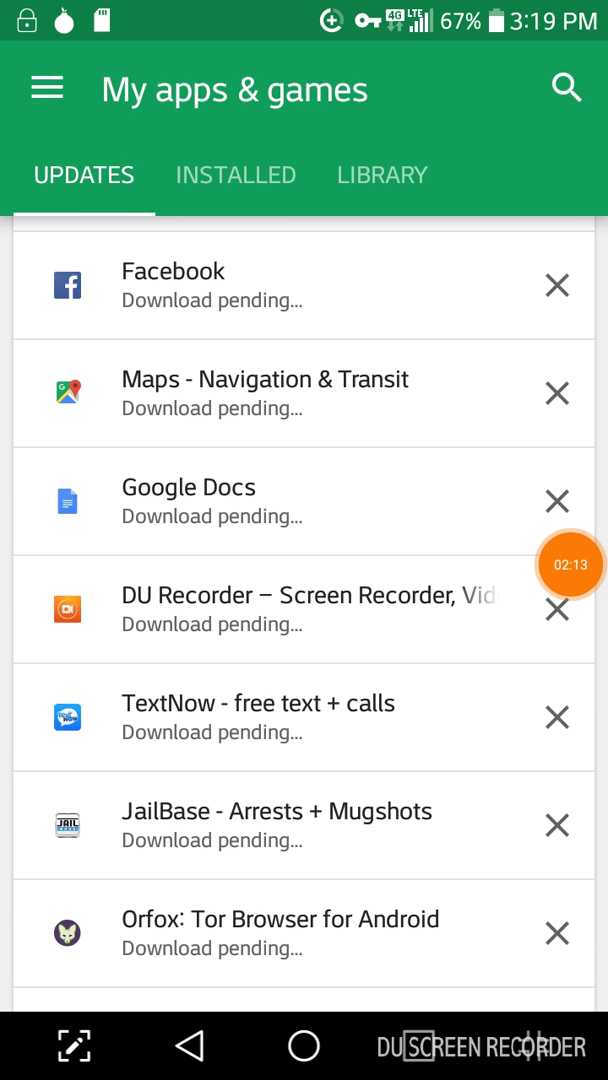 4G LTE 67% 3:19 PM
My apps & games
UPDATES INSTALLED LIBRARY
Facebook
Download pending...
Maps - Navigation & Transit
Download pending...
Google Docs
Download pending...
02:13
DU Recorder – Screen Recorder, Vid
Download pending...
TextNow - free text + calls
Download pending...
JailBase - Arrests + Mugshots
Download pending...
Orfox: Tor Browser for Android
Download pending...
DU SCREEN RECORDER